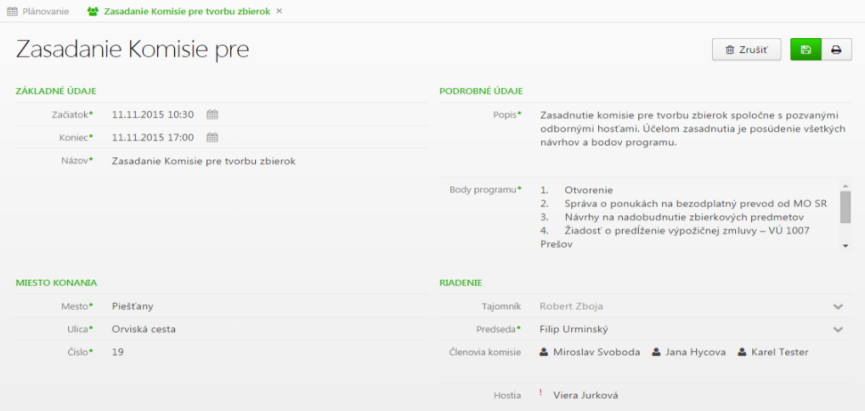 Plánovanie
Zasadanie Komisie pre tvorbu zbierok ×
Zasadanie Komisie pre
Zrušiť
ZÁKLADNÉ ÚDAJE
Začiatok* 11.11.2015 10:30
Koniec* 11.11.2015 17:00
Názov* Zasadanie Komisie pre tvorbu zbierok
PODROBNÉ ÚDAJE
Popis* Zasadnutie komisie pre tvorbu zbierok spoločne s pozvanými
odbornými hosťami. Účelom zasadnutia je posúdenie všetkých
návrhov a bodov programu.
Body programu* 1. Otvorenie
2. Správa o ponukách na bezodplatný prevod od MO SR
3. Návrhy na nadobudnutie zbierkových predmetov
4. Žiadosť o predĺženie výpožičnej zmluvy – VÚ 1007
Prešov
MIESTO KONANIA
Mesto* Piešťany
Ulica* Orviská cesta
Číslo* 19
RIADENIE
Tajomník Robert Zboja
Predseda* Filip Urminský
Členovia komisie Miroslav Svoboda Jana Hycova Karel Tester
Hostia ! Viera Jurková